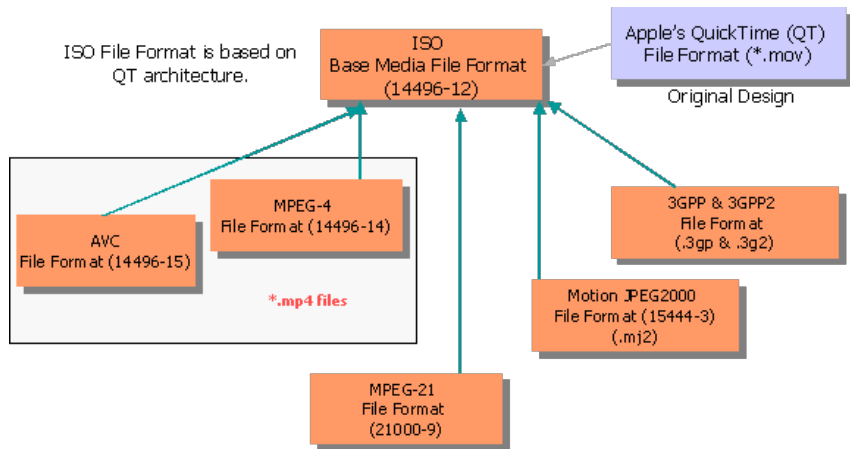 ISO File Format is based on
QT architecture.
ISO
Base Media File Format
(14496-12)
Apple's QuickTime (QT)
File Format (*.mov)
Original Design
MPEG-4
File Format (14496-14)
AVC
File Format (14496-15)
*.mp4 files
3GPP & 3GPP2
File Format
(.3gp & .3g2)
Motion JPEG2000
File Format (15444-3)
(.mj2)
MPEG-21
File Format
(21000-9)